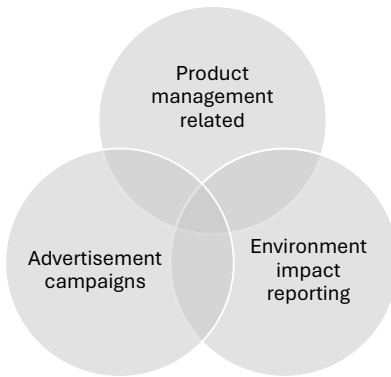 Product
management
related
Advertisement
campaigns
Environment
impact
reporting